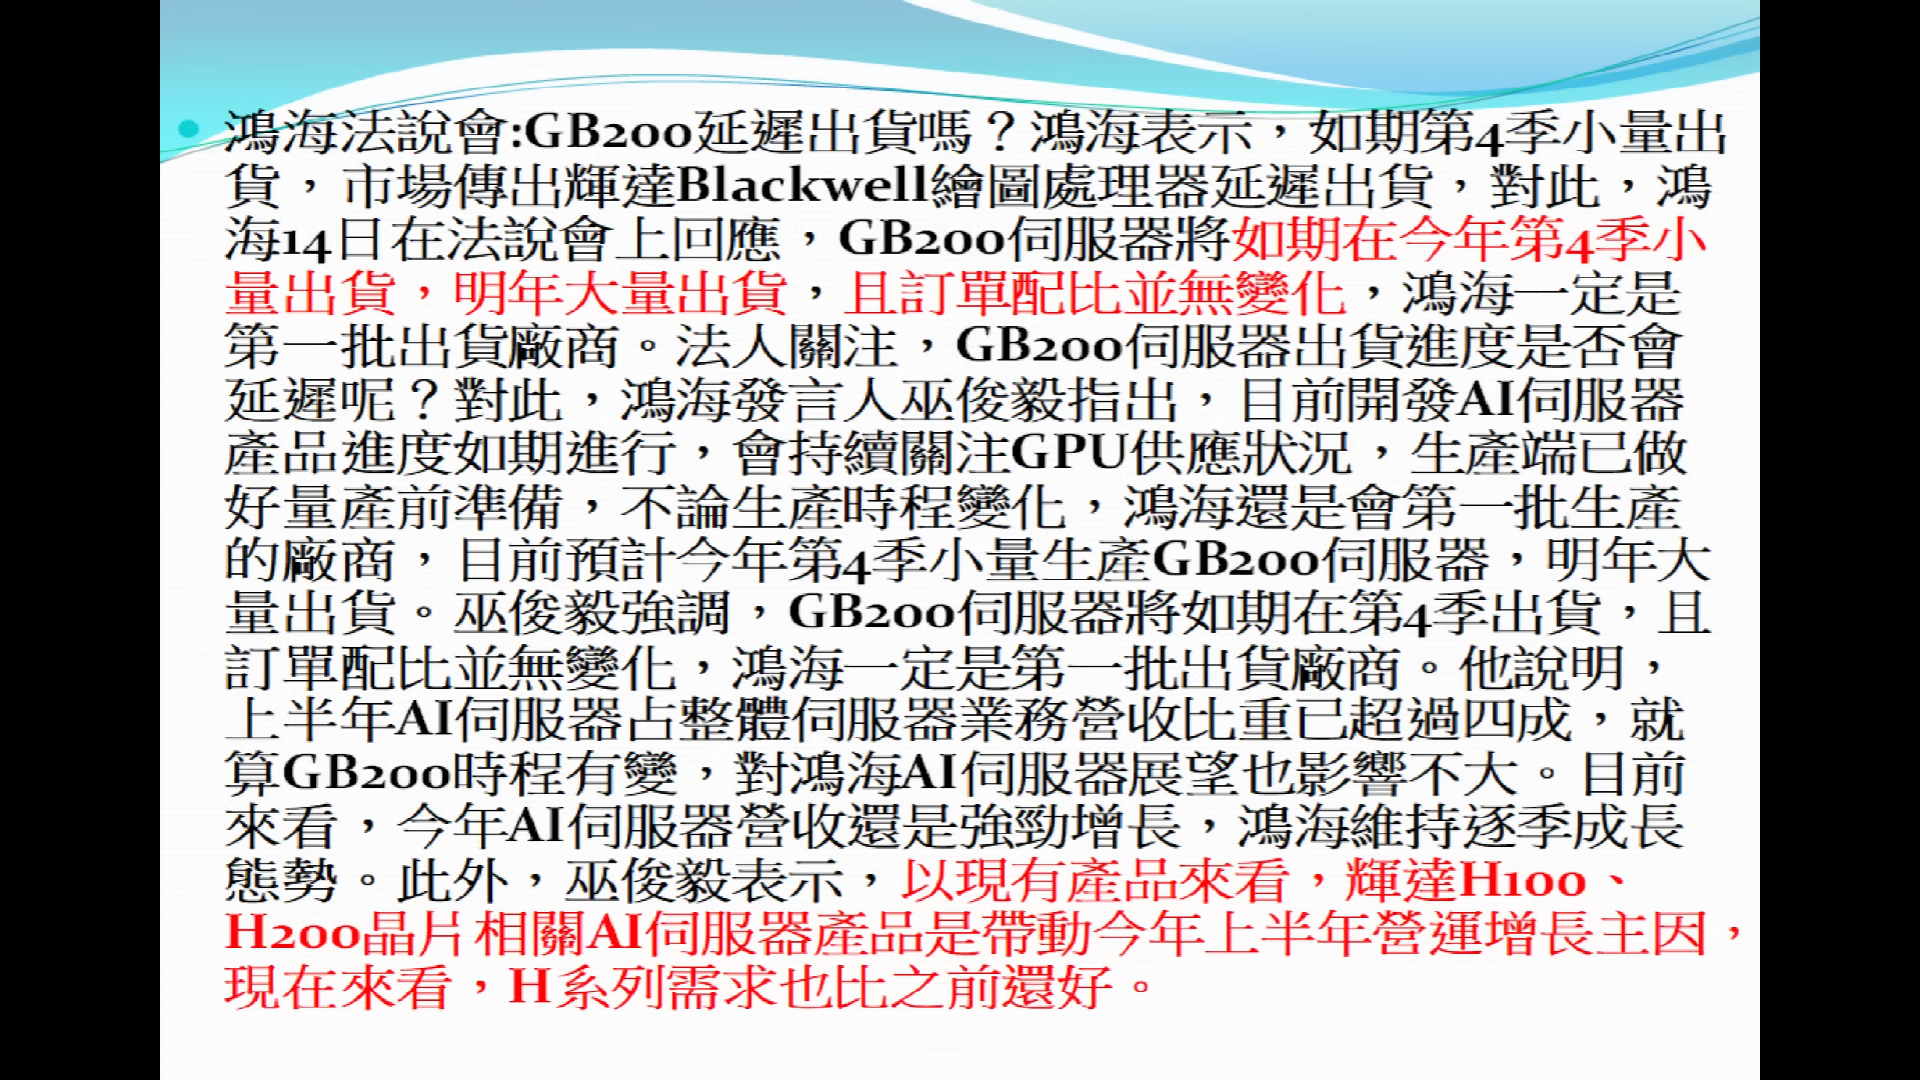 鴻海法說會:GB200延遲出貨嗎？鴻海表示，如期第4季小量出
貨，市場傳出輝達Blackwell繪圖處理器延遲出貨，對此，鴻
海14日在法說會上回應，GB200伺服器將如期在今年第4季小
量出貨，明年大量出貨，且訂單配比並無變化，鴻海一定是
第一批出貨廠商。法人關注，GB200伺服器出貨進度是否會
延遲呢？對此，鴻海發言人巫俊毅指出，目前開發AI伺服器
產品進度如期進行，會持續關注GPU供應狀況，生產端已做
好量產前準備，不論生產時程變化，鴻海還是會第一批生產
的廠商，目前預計今年第4季小量生產GB200伺服器，明年大
量出貨。巫俊毅強調，GB200伺服器將如期在第4季出貨，且
訂單配比並無變化，鴻海一定是第一批出貨廠商。他說明，
上半年AI伺服器占整體伺服器業務營收比重已超過四成，就
算GB200時程有變，對鴻海AI伺服器展望也影響不大。目前
來看，今年AI伺服器營收還是強勁增長，鴻海維持逐季成長
態勢。此外，巫俊毅表示，以現有產品來看，輝達H100、
H200晶片相關AI伺服器產品是帶動今年上半年營運增長主因，
現在來看，H系列需求也比之前還好。